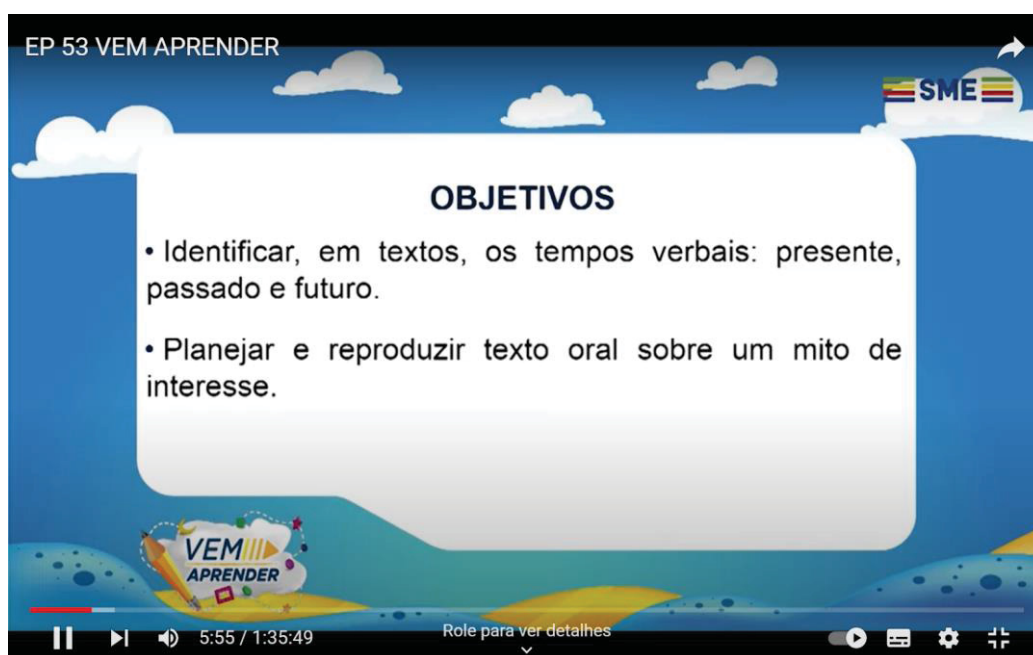 EP 53 VEM APRENDER
SME
OBJETIVOS
• Identificar, em textos, os tempos verbais: presente,
passado e futuro.
• Planejar e reproduzir texto oral sobre um mito de
interesse.
VEM
APRENDER
5:55 / 1:35:49
Role para ver detalhes